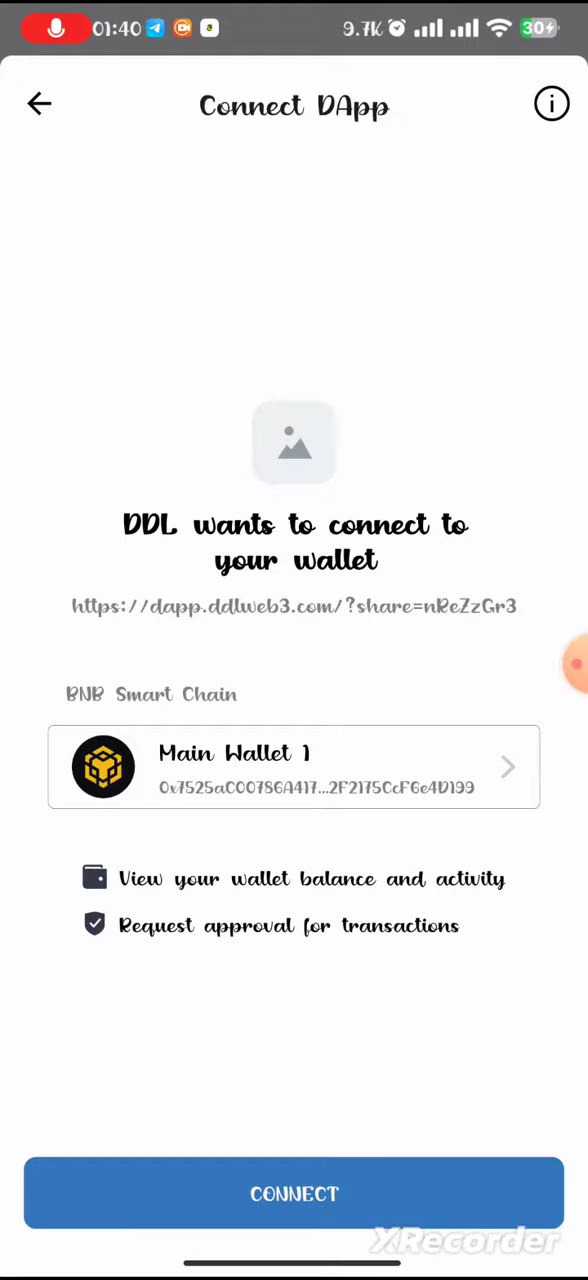 01:40
9.7K
30
Connect DApp
DDL wants to connect to
your wallet
https://dapp.ddlweb3.com/?share=nReZzGr3
BNB Smart Chain
Main Wallet 1
0x7525aC00786A417...2F2175CcF6e4D199
View your wallet balance and activity
Request approval for transactions
CONNECT
XRecorder